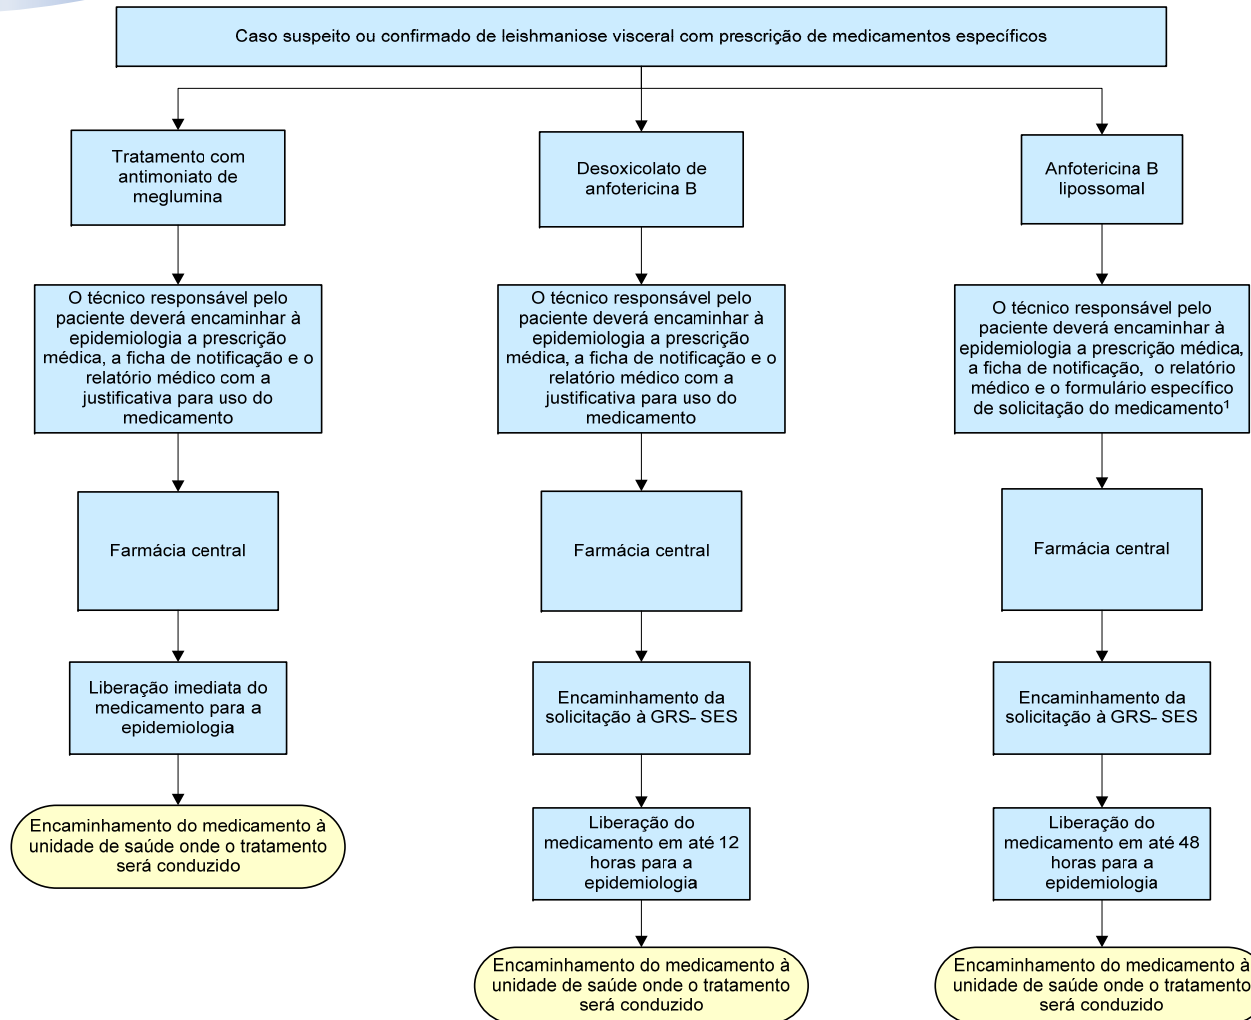 Caso suspeito ou confirmado de leishmaniose visceral com prescrição de medicamentos específicos
Tratamento com
antimoniato de
meglumina
Desoxicolato de
anfotericina B
Anfotericina B
lipossomal
O técnico responsável pelo
paciente deverá encaminhar à
epidemiologia a prescrição
médica, a ficha de notificação e o
relatório médico com a
justificativa para uso do
medicamento
O técnico responsável pelo
paciente deverá encaminhar à
epidemiologia a prescrição
médica, a ficha de notificação e o
relatório médico com a
justificativa para uso do
medicamento
O técnico responsável pelo
paciente deverá encaminhar à
epidemiologia a prescrição médica,
a ficha de notificação, o relatório
médico e o formulário específico
de solicitação do medicamento¹
Farmácia central
Farmácia central
Farmácia central
Liberação imediata do
medicamento para a
epidemiologia
Encaminhamento da
solicitação à GRS- SES
Encaminhamento da
solicitação à GRS- SES
Encaminhamento do medicamento à
unidade de saúde onde o tratamento
será conduzido
Liberação do
medicamento em até 12
horas para a
epidemiologia
Liberação do
medicamento em até 48
horas para a
epidemiologia
Encaminhamento do medicamento à
unidade de saúde onde o tratamento
será conduzido
Encaminhamento do medicamento à
unidade de saúde onde o tratamento
será conduzido